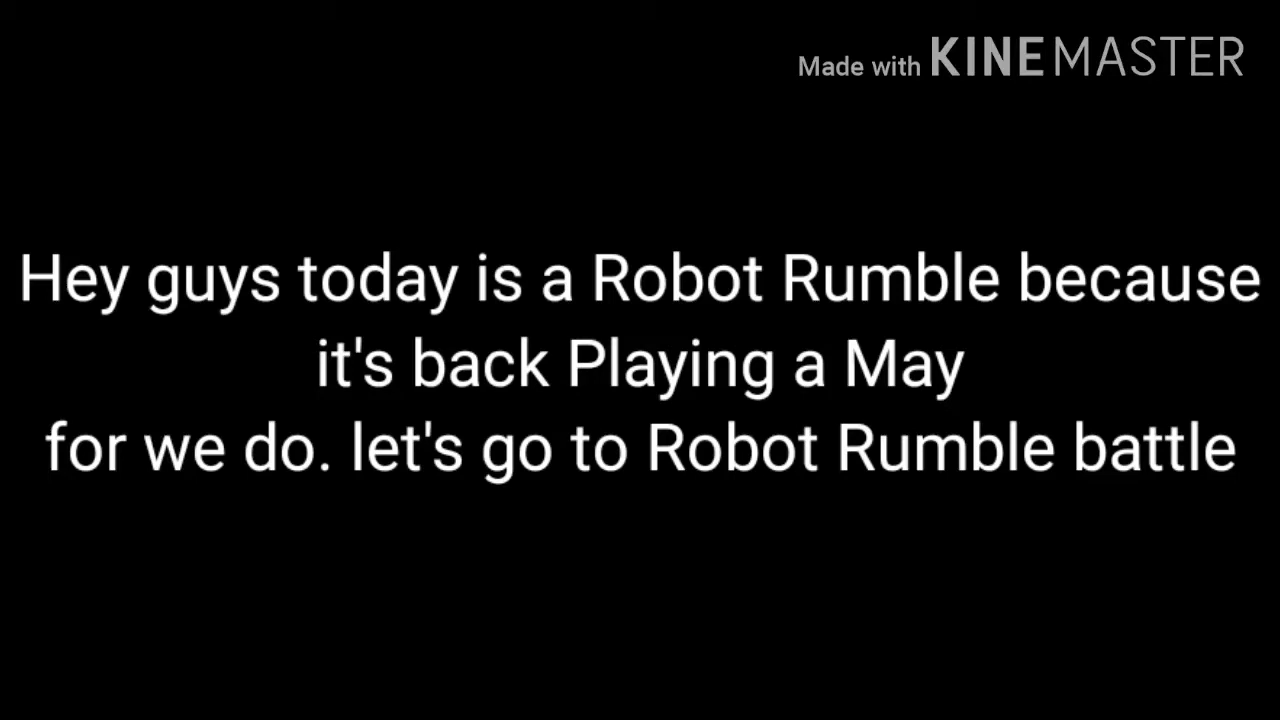 Made with KINEMASTER
Hey guys today is a Robot Rumble because
it's back Playing a May
for we do. let's go to Robot Rumble battle